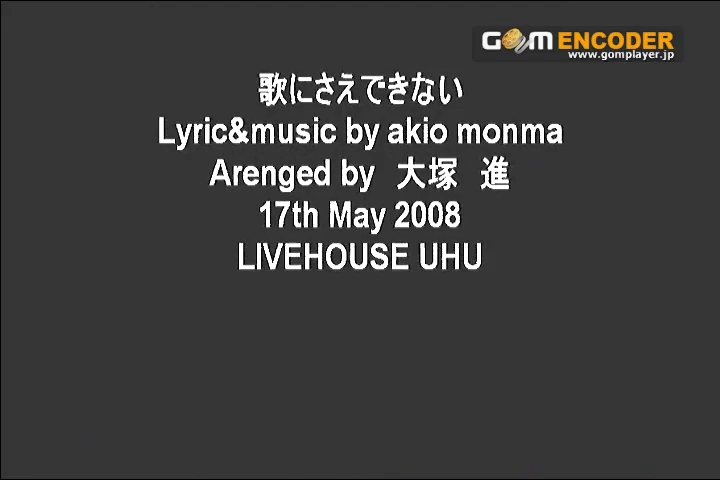 GOM ENCODER
www.gomplayer.jp
歌にさえできない
Lyric&music by akio monma
Arenged by　大塚　進
17th May 2008
LIVEHOUSE UHU